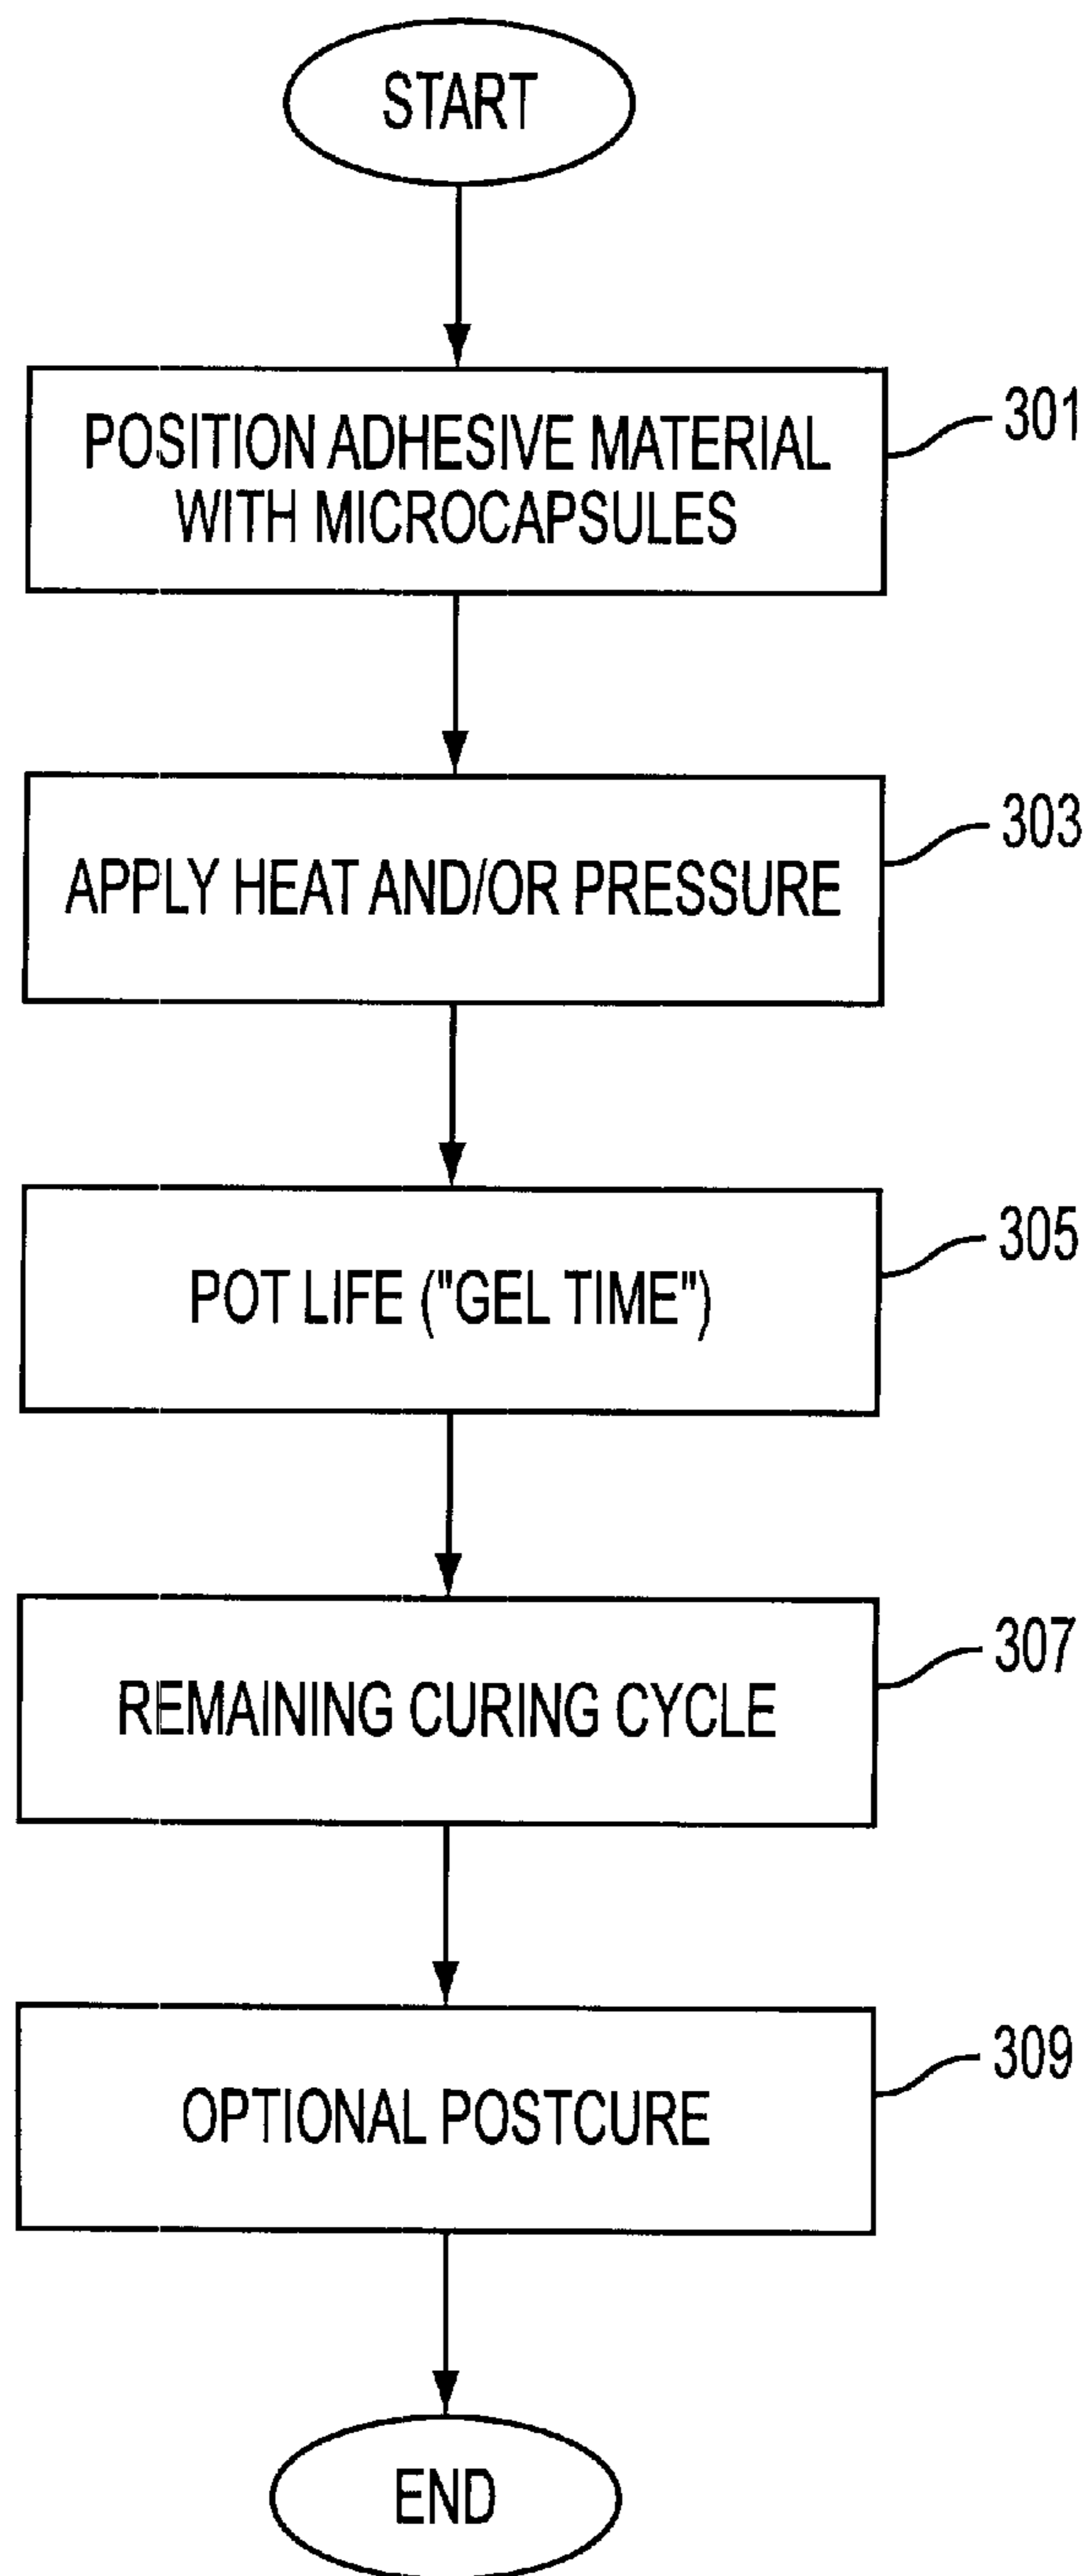 START
POSITION ADHESIVE MATERIAL
WITH MICROCAPSULES
301
APPLY HEAT AND/OR PRESSURE
303
POT LIFE ("GEL TIME")
305
REMAINING CURING CYCLE
307
OPTIONAL POSTCURE
309
END